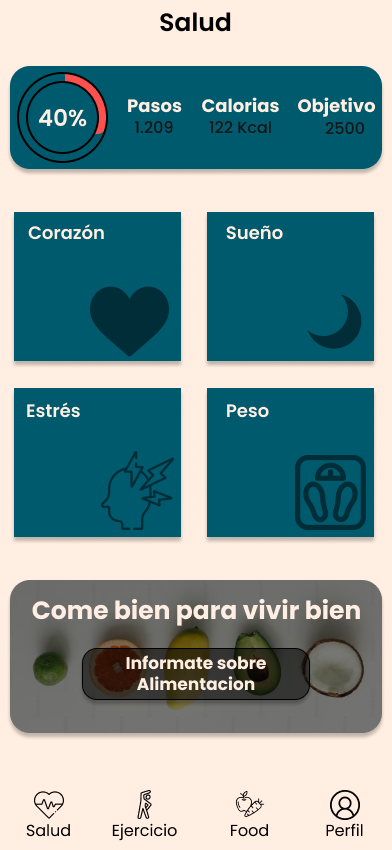 Salud
40%
Pasos
1.209
Calorias
122 Kcal
Objetivo
2500
Corazón
Sueño
Estrés
Peso
Come bien para vivir bien
Informate sobre
Alimentacion
Salud
Ejercicio
Food
Perfil